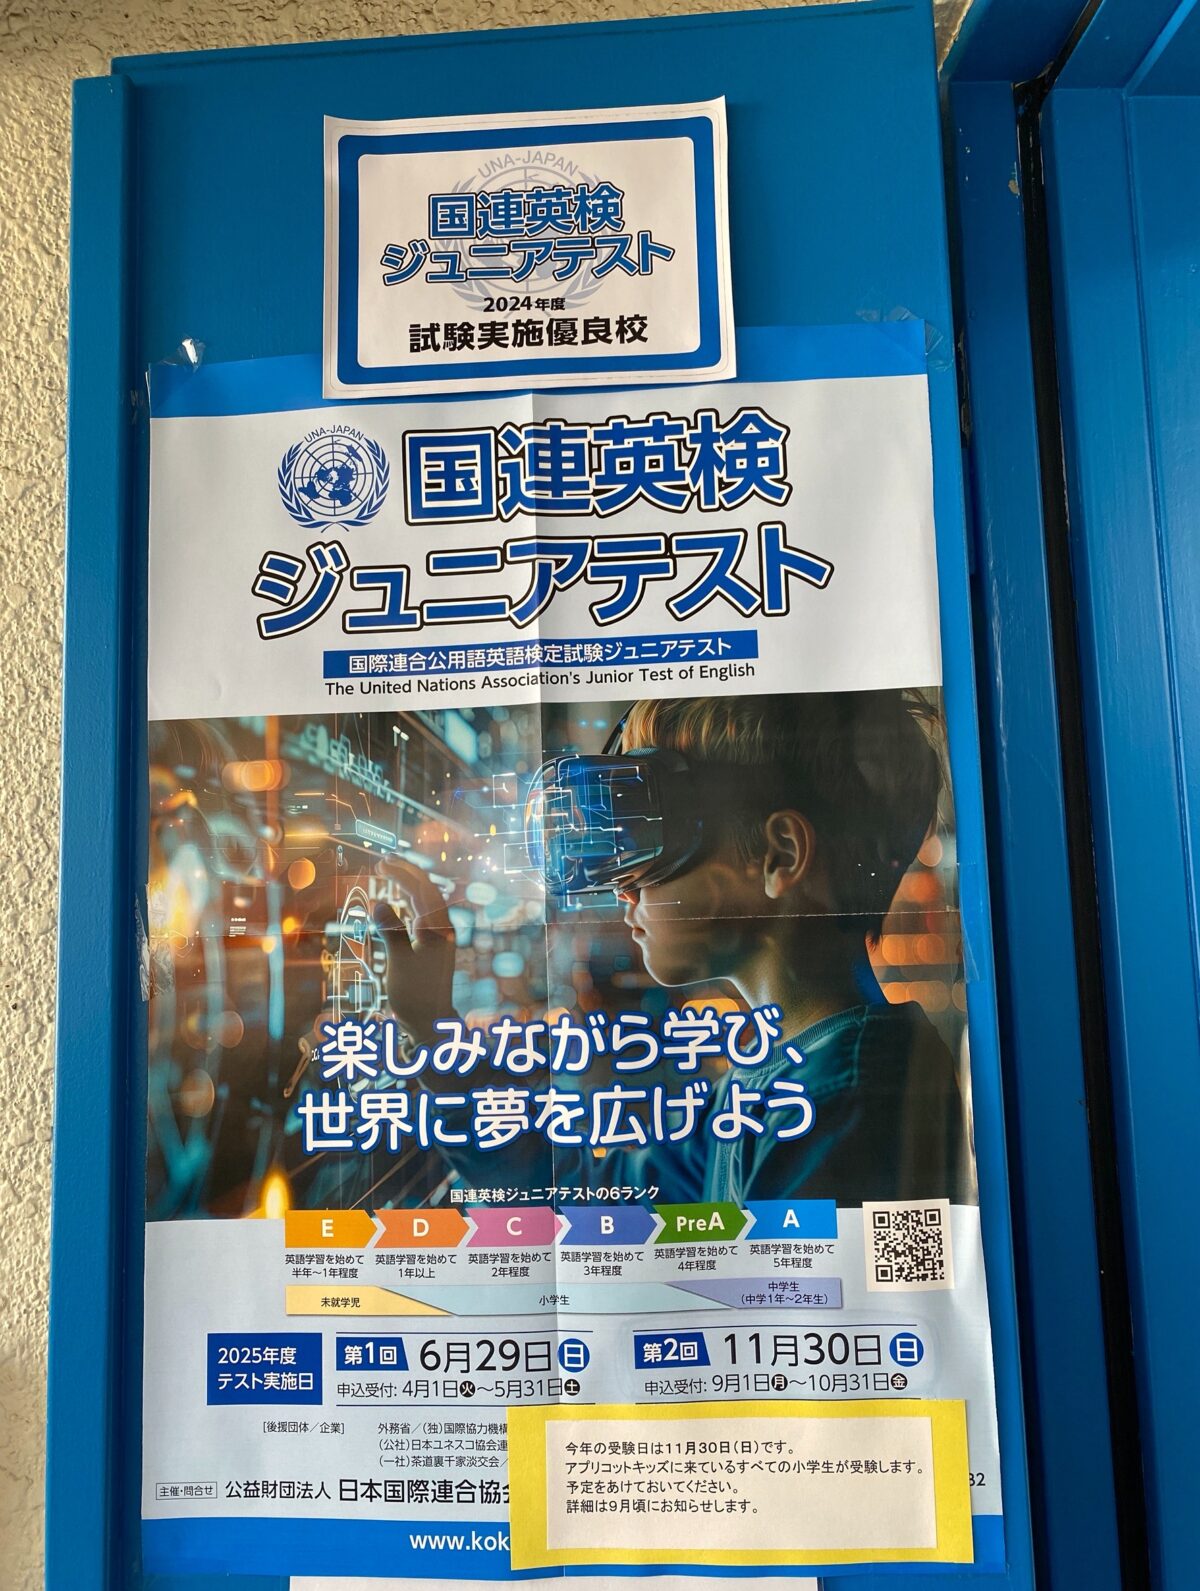 UNA-JAPAN
国連英検
ジュニアテスト
2024年度
試験実施優良校
UNA-JAPAN
国連英検
ジュニアテスト
国際連合公用語英語検定試験ジュニアテスト
The United Nations Association's Junior Test of English
楽しみながら学び、
世界に夢を広げよう
国連英検ジュニアテストの6ランク
E D C B PreA A
英語学習を始めて 英語学習を始めて 英語学習を始めて 英語学習を始めて 英語学習を始めて 英語学習を始めて
半年〜1年程度 1年以上 2年程度 3年程度 4年程度 5年程度
未就学児 小学生 中学生
(中学1年〜2年生)
2025年度
テスト実施日
第1回 6月29日日
申込受付: 4月1日火〜5月31日土
第2回 11月30日日
申込受付: 9月1日月〜10月31日金
[後援団体/企業] 外務省/(独)国際協力機構
(公社)日本ユネスコ協会連
(一社)茶道裏千家淡交会/
主催・問合せ 公益財団法人 日本国際連合協会
32
www.kok
今年の受験日は11月30日(日)です。
アプリコットキッズに来ているすべての小学生が受験します。
予定をあけておいてください。
詳細は9月頃にお知らせします。